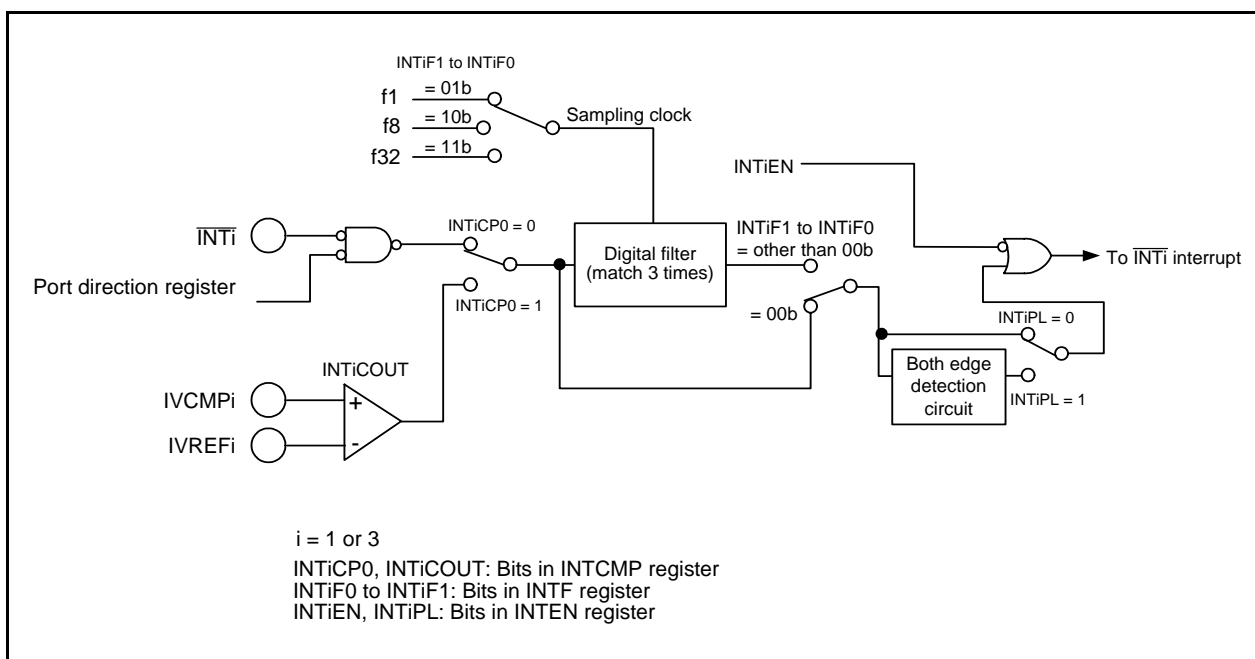 INTiF1 to INTiF0
f1
= 01b
f8
= 10b
f32
= 11b
Sampling clock
INTiEN
INTi
INTiCP0 = 0
Port direction register
INTiCP0 = 1
Digital filter
(match 3 times)
INTiF1 to INTiF0
= other than 00b
= 00b
To INTi interrupt
INTiPL = 0
Both edge
detection
circuit
INTiPL = 1
INTiCOUT
IVCMPi
+
IVREFi
-
i = 1 or 3
INTiCP0, INTiCOUT: Bits in INTCMP register
INTiF0 to INTiF1: Bits in INTF register
INTiEN, INTiPL: Bits in INTEN register